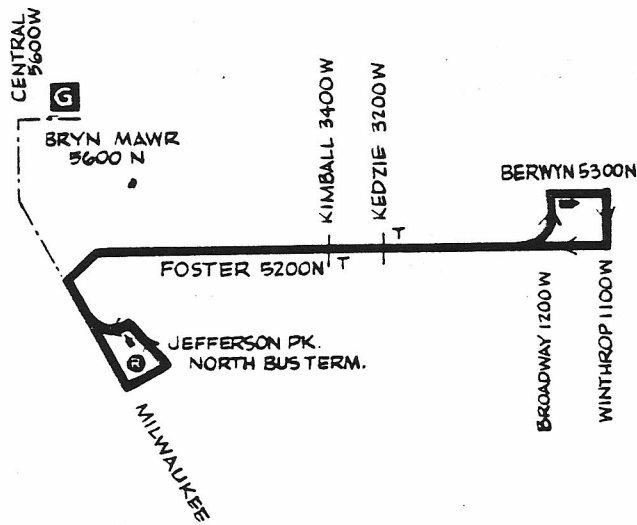 CENTRAL
5600W
G
BRYN MAWR
5600 N
KIMBALL 3400W
KEDZIE 3200W
BERWYN 5300N
T
FOSTER 5200N
T
JEFFERSON PK.
NORTH BUS TERM.
R
MILWAUKEE
BROADWAY 1200W
WINTHROP 1100W